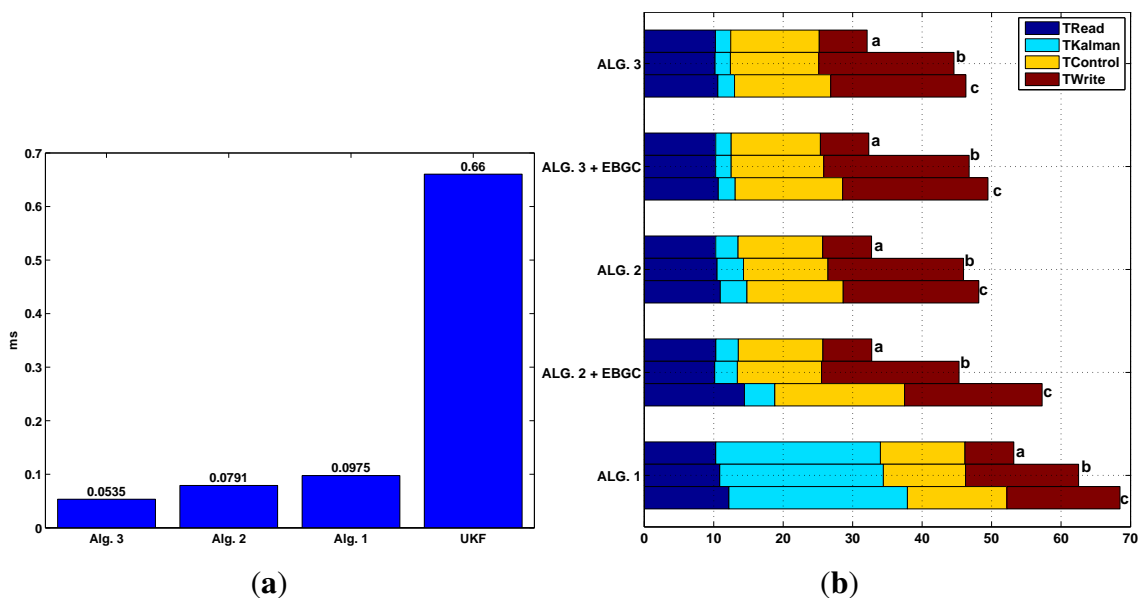 0.7
0.6
0.5
0.4
0.3
0.2
0.1
0
ms
0.0535
0.0791
0.0975
0.66
Alg. 3
Alg. 2
Alg. 1
UKF
(a)
TRead
TKalman
TControl
TWrite
ALG. 3
a
b
c
ALG. 3 + EBGC
a
b
c
ALG. 2
a
b
c
ALG. 2 + EBGC
a
b
c
ALG. 1
a
b
c
0 10 20 30 40 50 60 70
(b)